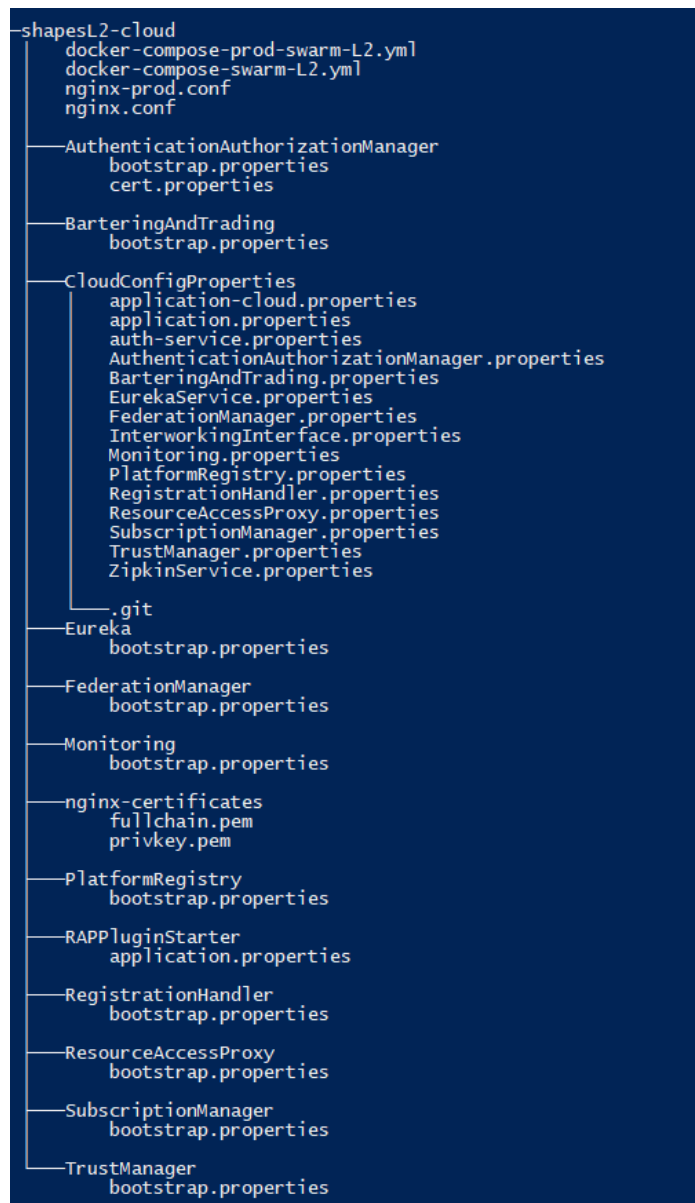 shapesL2-cloud
docker-compose-prod-swarm-L2.yml
docker-compose-swarm-L2.yml
nginx-prod.conf
nginx.conf
AuthenticationAuthorizationManager
bootstrap.properties
cert.properties
BarteringAndTrading
bootstrap.properties
CloudConfigProperties
application-cloud.properties
application.properties
auth-service.properties
AuthenticationAuthorizationManager.properties
BarteringAndTrading.properties
EurekaService.properties
FederationManager.properties
InterworkingInterface.properties
Monitoring.properties
PlatformRegistry.properties
RegistrationHandler.properties
ResourceAccessProxy.properties
SubscriptionManager.properties
TrustManager.properties
ZipkinService.properties
.git
Eureka
bootstrap.properties
FederationManager
bootstrap.properties
Monitoring
bootstrap.properties
nginx-certificates
fullchain.pem
privkey.pem
PlatformRegistry
bootstrap.properties
RAPPluginStarter
application.properties
RegistrationHandler
bootstrap.properties
ResourceAccessProxy
bootstrap.properties
SubscriptionManager
bootstrap.properties
TrustManager
bootstrap.properties